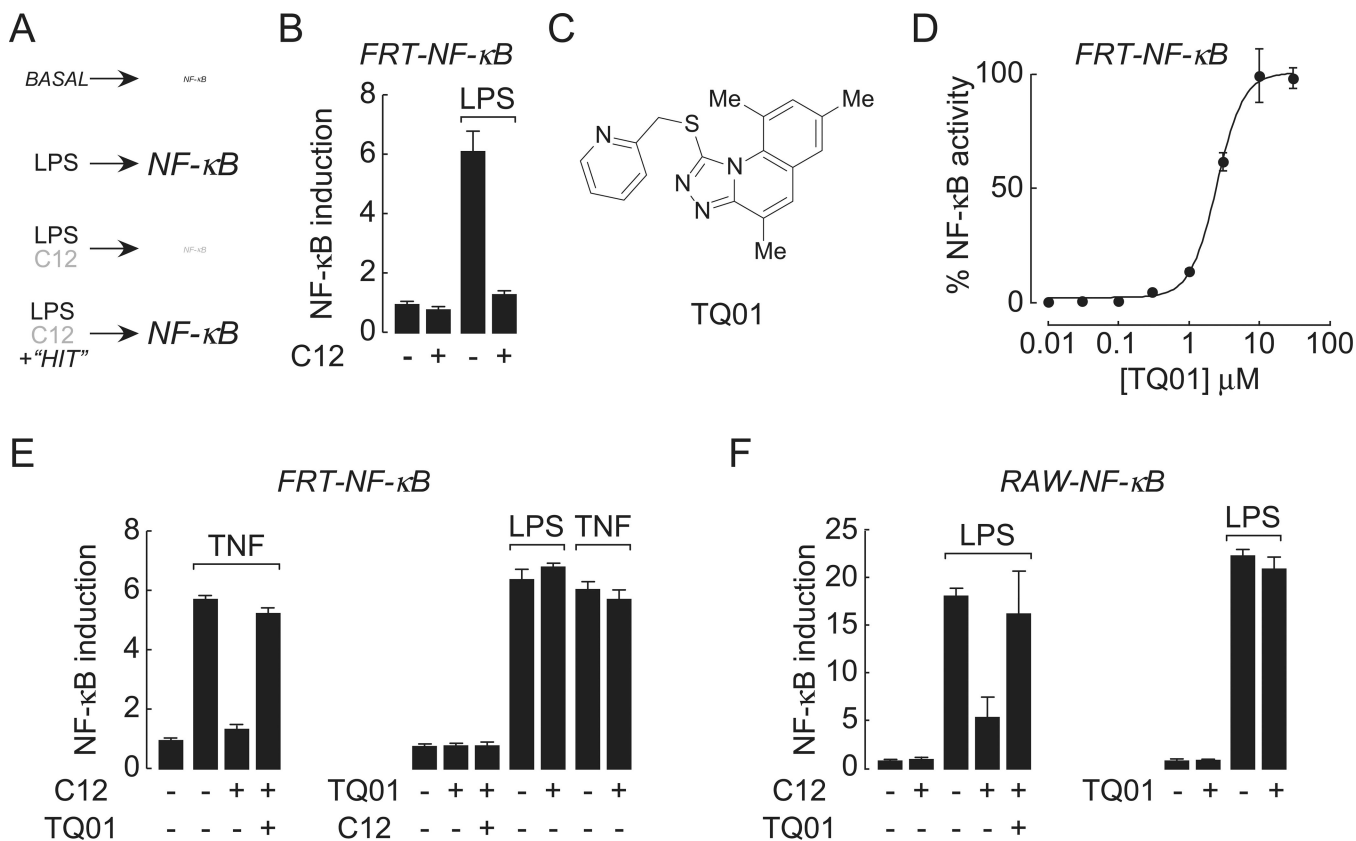 A
BASAL NF-κB
LPS NF-κB
LPS
C12 NF-κB
LPS
C12 NF-κB
+"HIT"
B
FRT-NF-κB
NF-κB induction
8
6
4
2
0
LPS
C12 - + - +
C
Me Me
S
N
N
N
N
Me
TQ01
D
FRT-NF-κB
% NF-κB activity
100
50
0
0.01 0.1 1 10 100
[TQ01] μM
E
FRT-NF-κB
NF-κB induction
8
6
4
2
0
TNF
C12 - - + +
TQ01 - - - +
LPS TNF
TQ01 - + + - + - +
C12 - - + - - - -
F
RAW-NF-κB
NF-κB induction
25
20
15
10
5
0
LPS
C12 - + - + +
TQ01 - - - - +
LPS
TQ01 - + - +